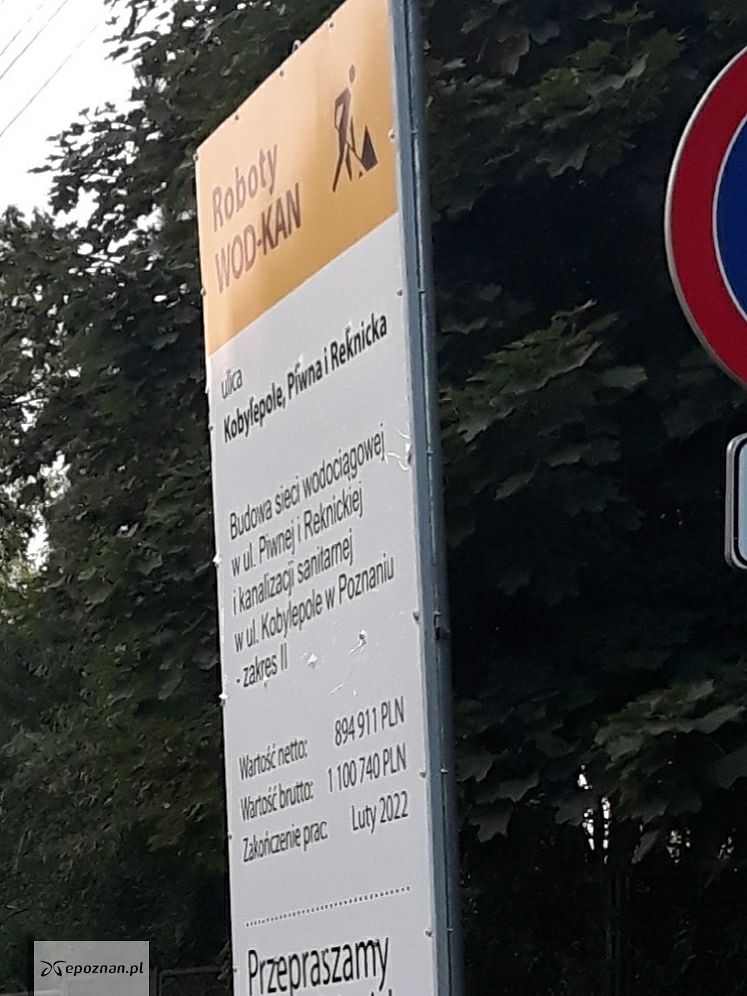 Roboty
WOD-KAN
ulica
Kobylepole, Piwna i Reknicka
Budowa sieci wodociągowej
w ul. Piwnej i Reknickiej
i kanalizacji sanitarnej
w ul. Kobylepole w Poznaniu
- zakres II
Wartość netto: 894 911 PLN
Wartość brutto: 1 100 740 PLN
Zakończenie prac: Luty 2022
Przepraszamy
epoznan.pl